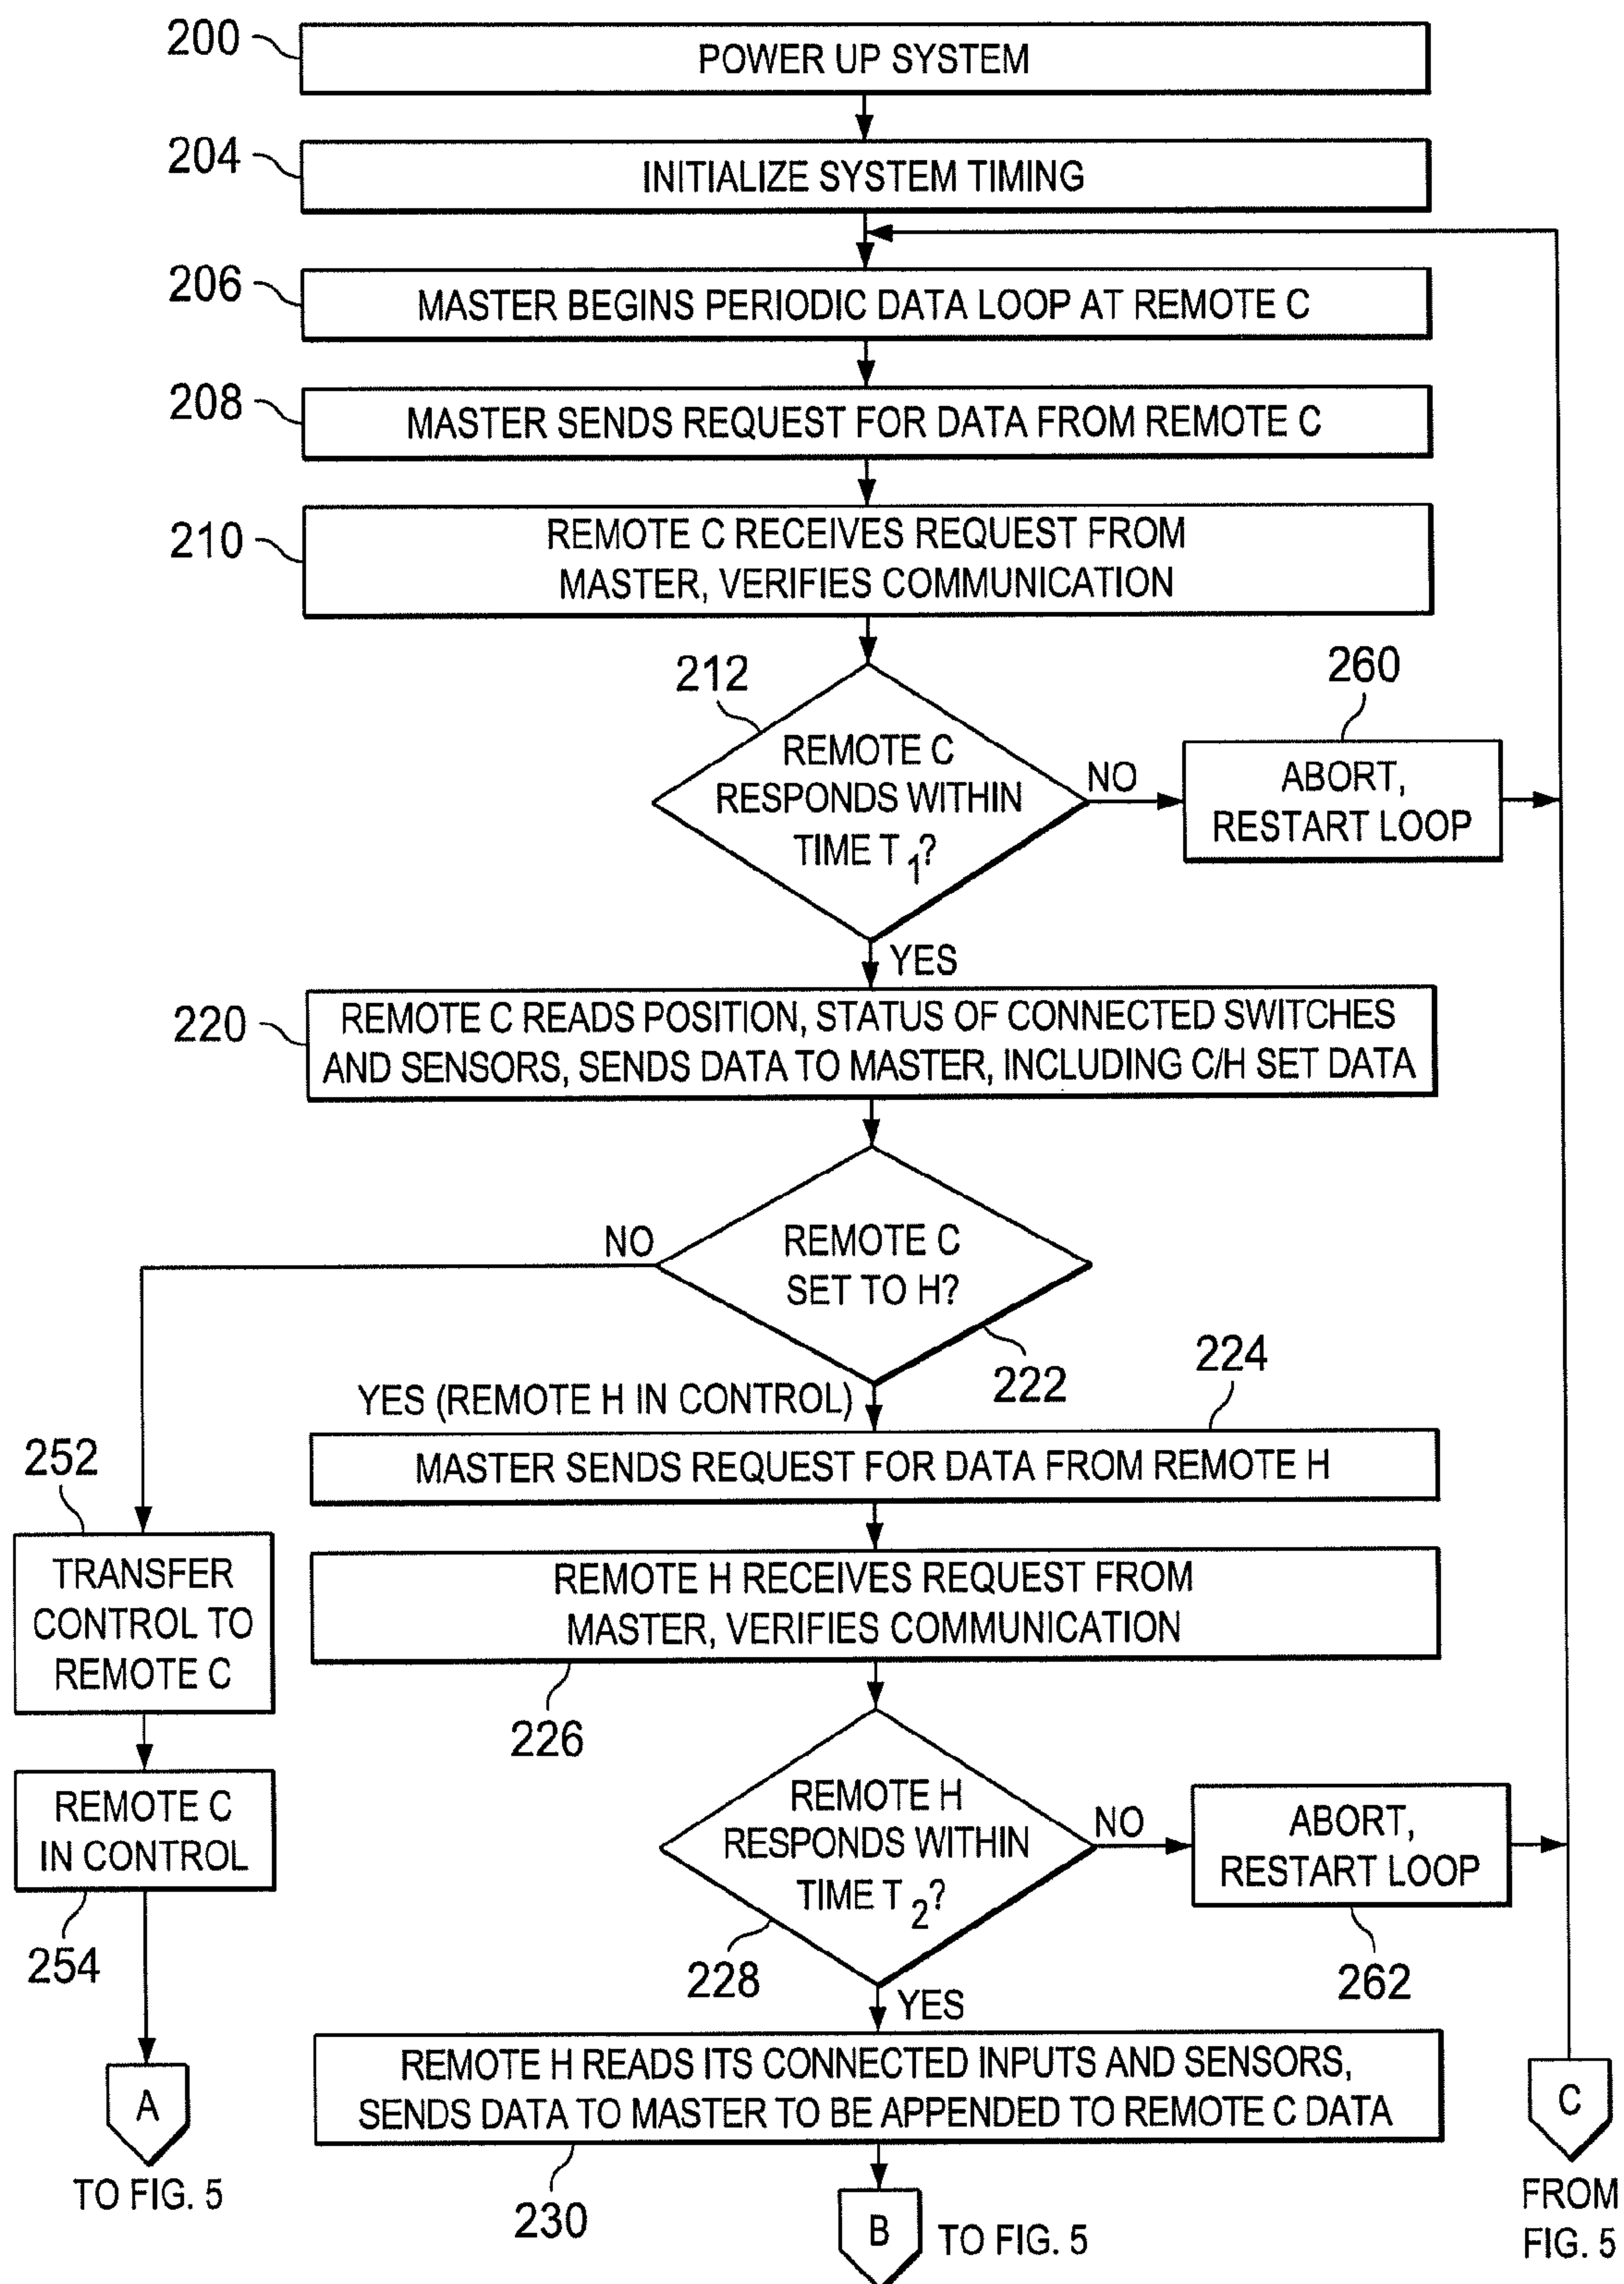 200
POWER UP SYSTEM
204
INITIALIZE SYSTEM TIMING
206
MASTER BEGINS PERIODIC DATA LOOP AT REMOTE C
208
MASTER SENDS REQUEST FOR DATA FROM REMOTE C
210
REMOTE C RECEIVES REQUEST FROM
MASTER, VERIFIES COMMUNICATION
212
REMOTE C
RESPONDS WITHIN
TIME T 1?
NO
260
ABORT,
RESTART LOOP
YES
220
REMOTE C READS POSITION, STATUS OF CONNECTED SWITCHES
AND SENSORS, SENDS DATA TO MASTER, INCLUDING C/H SET DATA
NO
REMOTE C
SET TO H?
222
YES (REMOTE H IN CONTROL)
224
MASTER SENDS REQUEST FOR DATA FROM REMOTE H
252
TRANSFER
CONTROL TO
REMOTE C
REMOTE H RECEIVES REQUEST FROM
MASTER, VERIFIES COMMUNICATION
226
REMOTE C
IN CONTROL
254
REMOTE H
RESPONDS WITHIN
TIME T 2?
228
NO
ABORT,
RESTART LOOP
262
YES
REMOTE H READS ITS CONNECTED INPUTS AND SENSORS,
SENDS DATA TO MASTER TO BE APPENDED TO REMOTE C DATA
230
A
TO FIG. 5
B
TO FIG. 5
C
FROM
FIG. 5